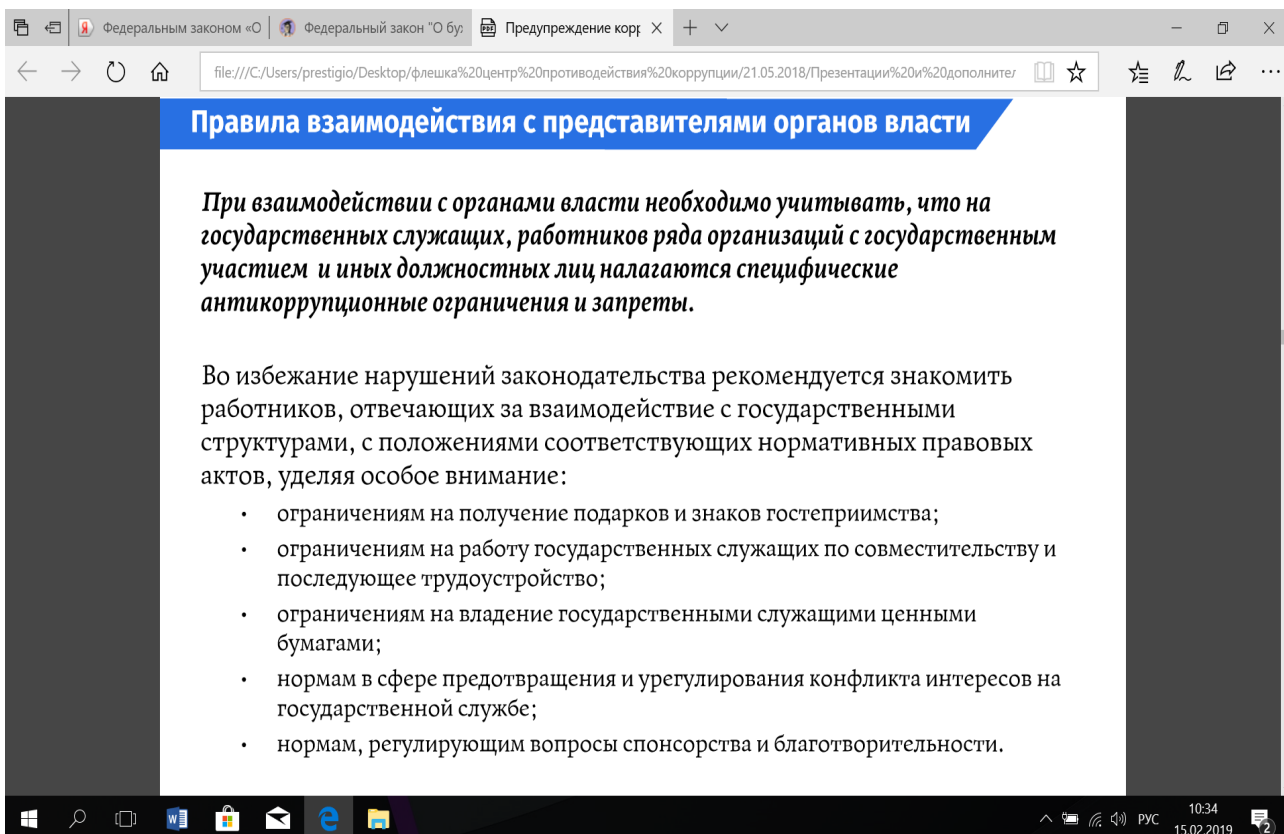 Федеральным законом «О
Федеральный закон "О бу
Предупреждение корр
file:///C:/Users/prestigio/Desktop/флешка%20центр%20противодействия%20коррупции/21.05.2018/Презентации%20и%20дополнител
Правила взаимодействия с представителями органов власти
При взаимодействии с органами власти необходимо учитывать, что на
государственных служащих, работников ряда организаций с государственным
участием и иных должностных лиц налагаются специфические
антикоррупционные ограничения и запреты.
Во избежание нарушений законодательства рекомендуется знакомить
работников, отвечающих за взаимодействие с государственными
структурами, с положениями соответствующих нормативных правовых
актов, уделяя особое внимание:
• ограничениям на получение подарков и знаков гостеприимства;
• ограничениям на работу государственных служащих по совместительству и
последующее трудоустройство;
• ограничениям на владение государственными служащими ценными
бумагами;
• нормам в сфере предотвращения и урегулирования конфликта интересов на
государственной службе;
• нормам, регулирующим вопросы спонсорства и благотворительности.
РУС
10:34
15.02.2019
2